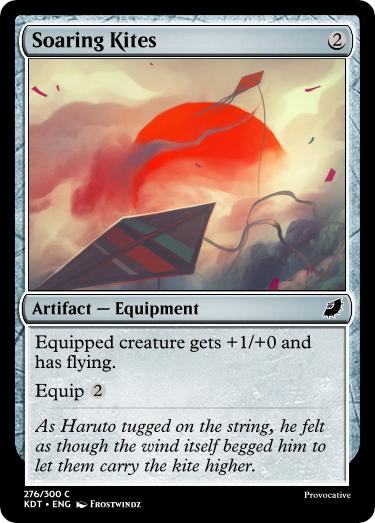 Soaring Kites 2
Artifact — Equipment
Equipped creature gets +1/+0 and
has flying.
Equip 2
As Haruto tugged on the string, he felt
as though the wind itself begged him to
let them carry the kite higher.
276/300 C
KDT • ENG Frostwindz
Provocative